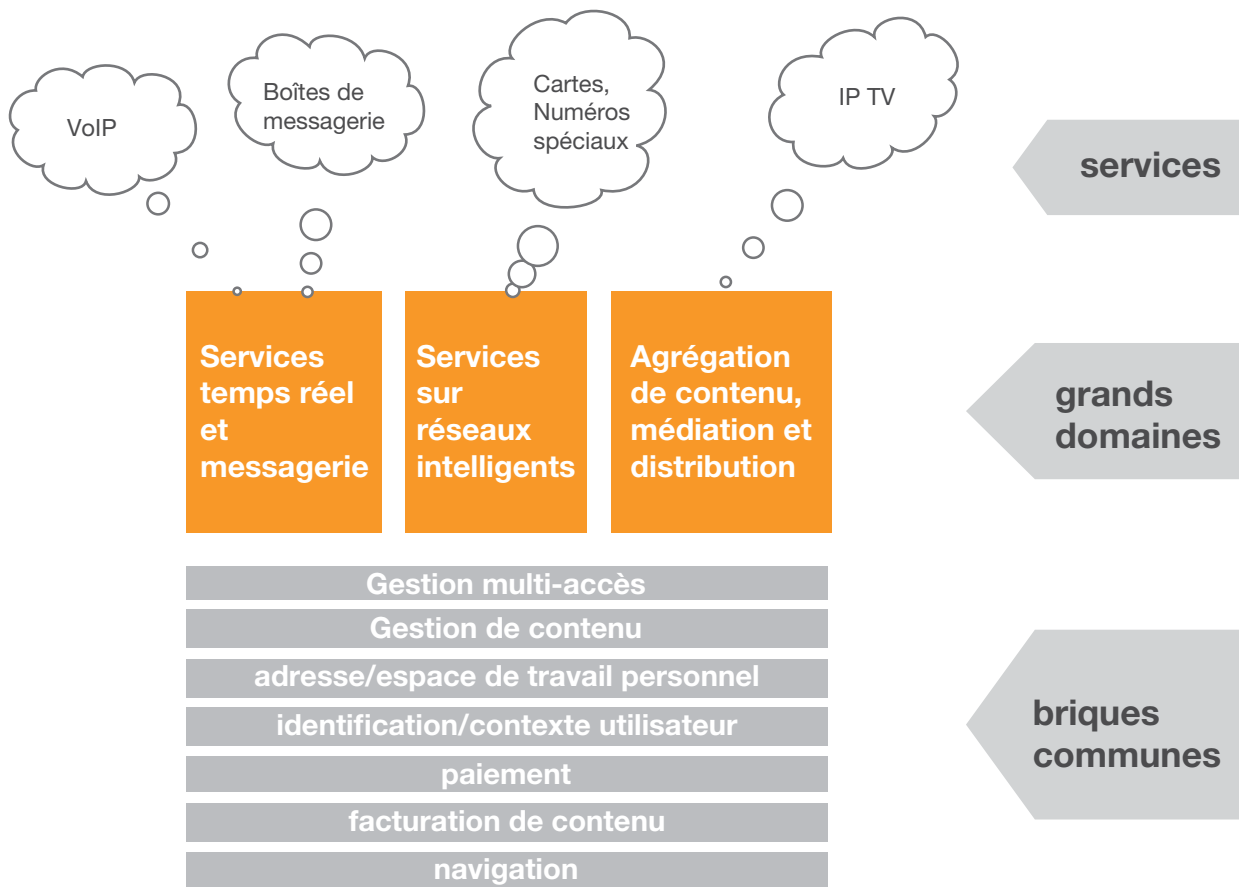 VoIP
Boîtes de
messagerie
Cartes,
Numéros
spéciaux
IP TV
services
Services
temps réel
et
messagerie
Services
sur
réseaux
intelligents
Agrégation
de contenu,
médiation et
distribution
grands
domaines
Gestion multi-accès
Gestion de contenu
adresse/espace de travail personnel
identification/contexte utilisateur
paiement
facturation de contenu
navigation
briques
communes